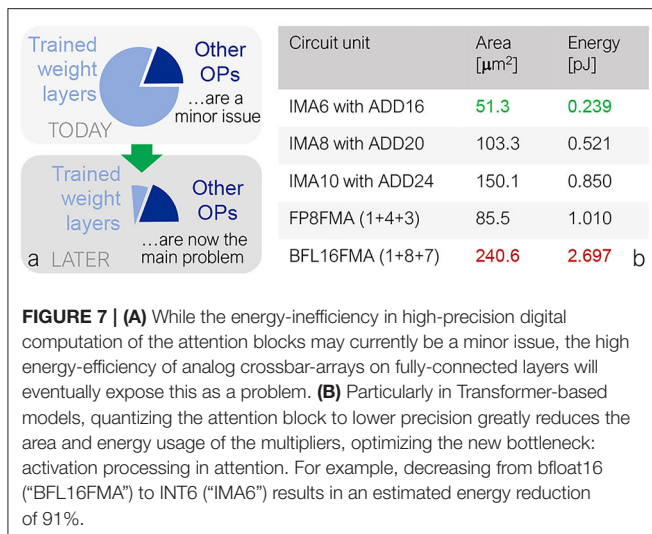 Trained
weight
layers
Other
OPs
...are a
minor issue
TODAY
Trained
weight
layers
Other
OPs
...are now the
main problem
a LATER
Circuit unit Area [µm²] Energy [pJ]
IMA6 with ADD16 51.3 0.239
IMA8 with ADD20 103.3 0.521
IMA10 with ADD24 150.1 0.850
FP8FMA (1+4+3) 85.5 1.010
BFL16FMA (1+8+7) 240.6 2.697 b
FIGURE 7 | (A) While the energy-inefficiency in high-precision digital
computation of the attention blocks may currently be a minor issue, the high
energy-efficiency of analog crossbar-arrays on fully-connected layers will
eventually expose this as a problem. (B) Particularly in Transformer-based
models, quantizing the attention block to lower precision greatly reduces the
area and energy usage of the multipliers, optimizing the new bottleneck:
activation processing in attention. For example, decreasing from bfloat16
(“BFL16FMA”) to INT6 (“IMA6”) results in an estimated energy reduction
of 91%.